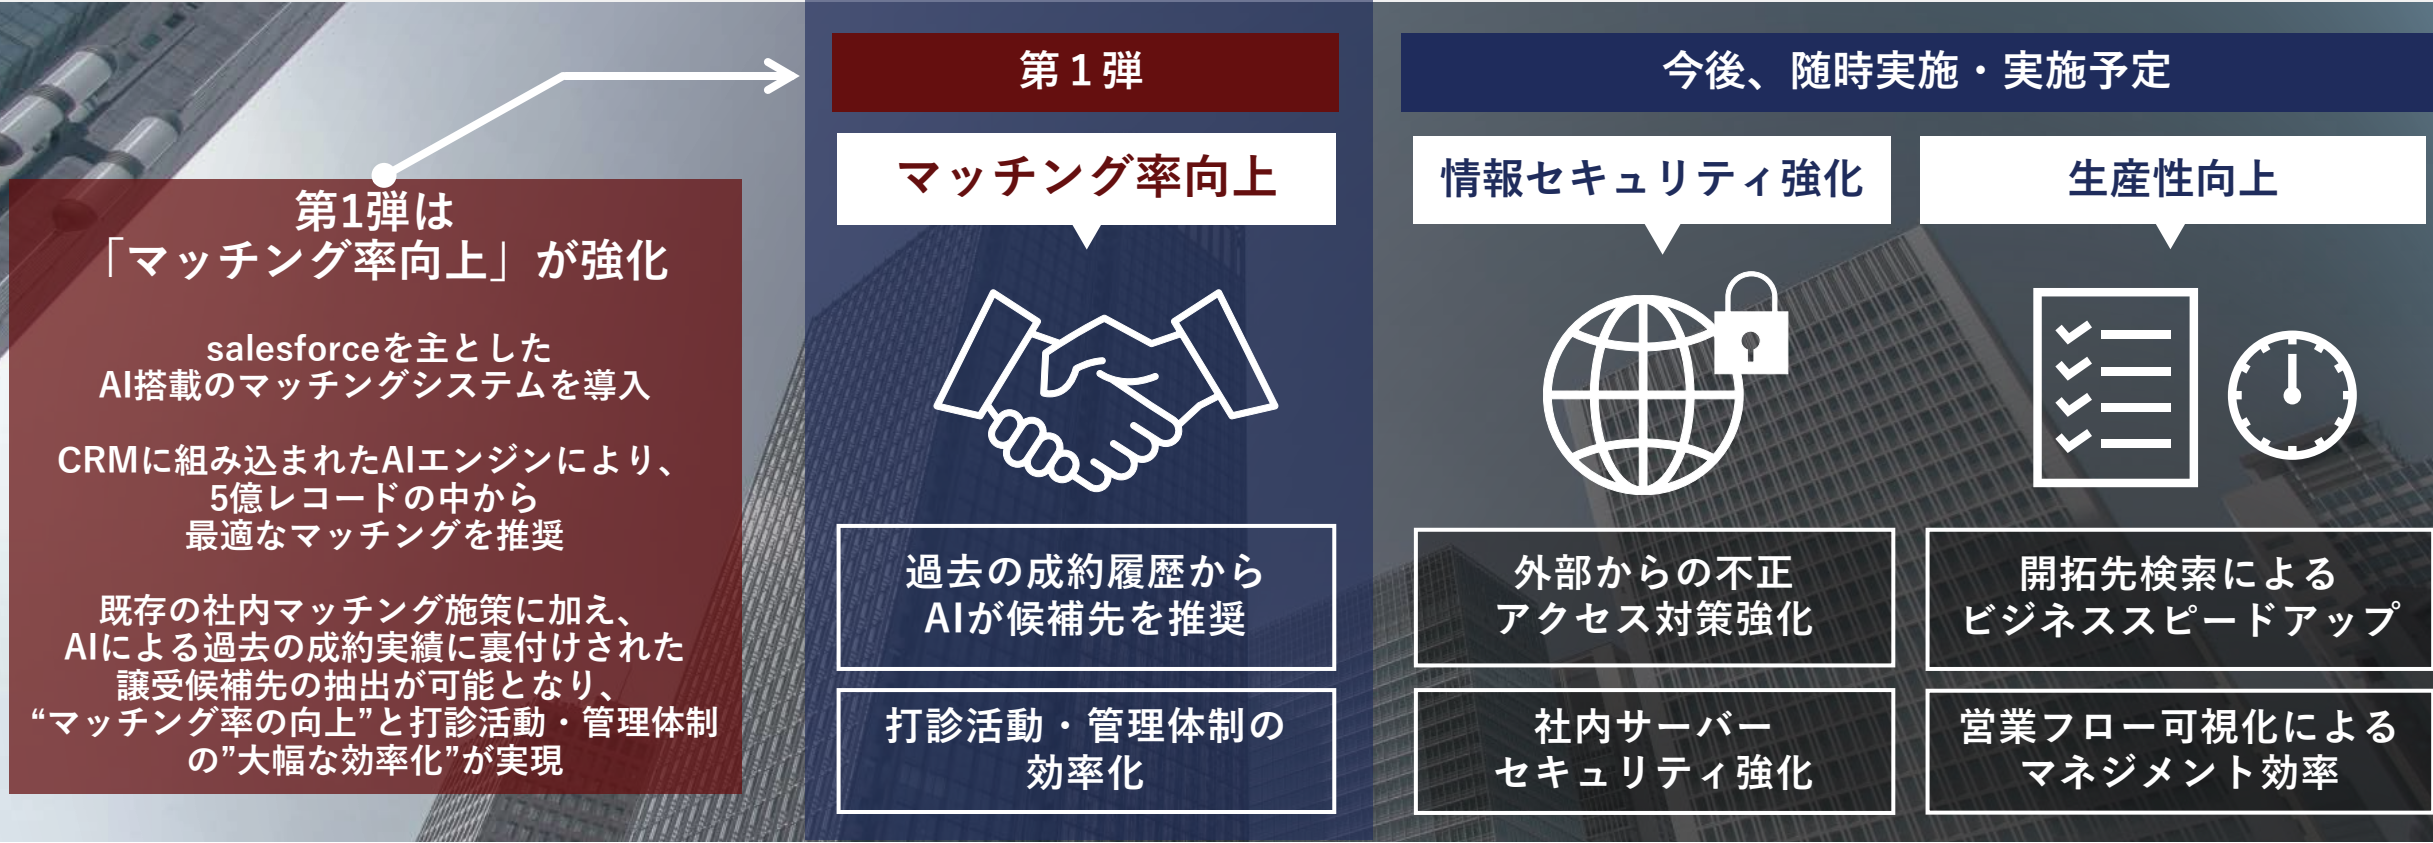 第1弾は
「マッチング率向上」が強化
salesforceを主とした
AI搭載のマッチングシステムを導入
CRMに組み込まれたAIエンジンにより、
5億レコードの中から
最適なマッチングを推奨
既存の社内マッチング施策に加え、
AIによる過去の成約実績に裏付けされた
譲受候補先の抽出が可能となり、
“マッチング率の向上”と打診活動・管理体制
の”大幅な効率化”が実現
第１弾
マッチング率向上
過去の成約履歴から
AIが候補先を推奨
打診活動・管理体制の
効率化
今後、随時実施・実施予定
情報セキュリティ強化
外部からの不正
アクセス対策強化
社内サーバー
セキュリティ強化
生産性向上
開拓先検索による
ビジネススピードアップ
営業フロー可視化による
マネジメント効率